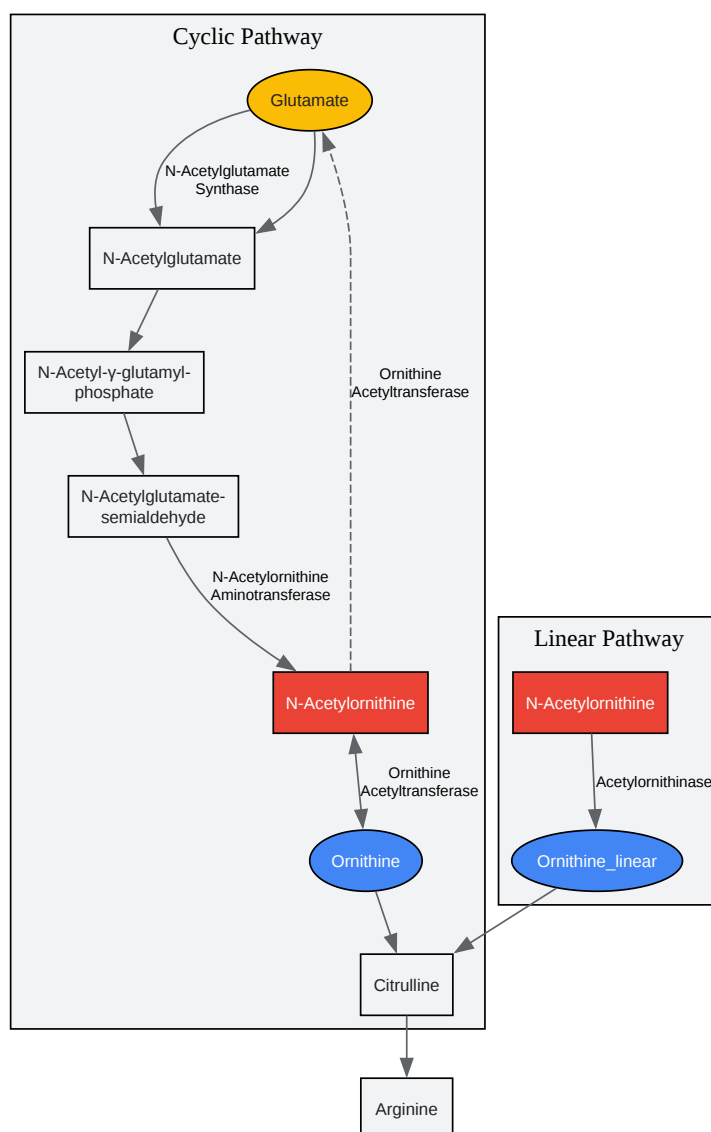 Cyclic Pathway
Glutamate
N-Acetylglutamate
Synthase
N-Acetylglutamate
N-Acetyl-γ-glutamyl-
phosphate
Ornithine
Acetyltransferase
N-Acetylglutamate-
semialdehyde
N-Acetylornithine
Aminotransferase
N-Acetylornithine
Ornithine
Acetyltransferase
Ornithine
Citrulline
Arginine
Linear Pathway
N-Acetylornithine
Acetylornithinase
Ornithine_linear